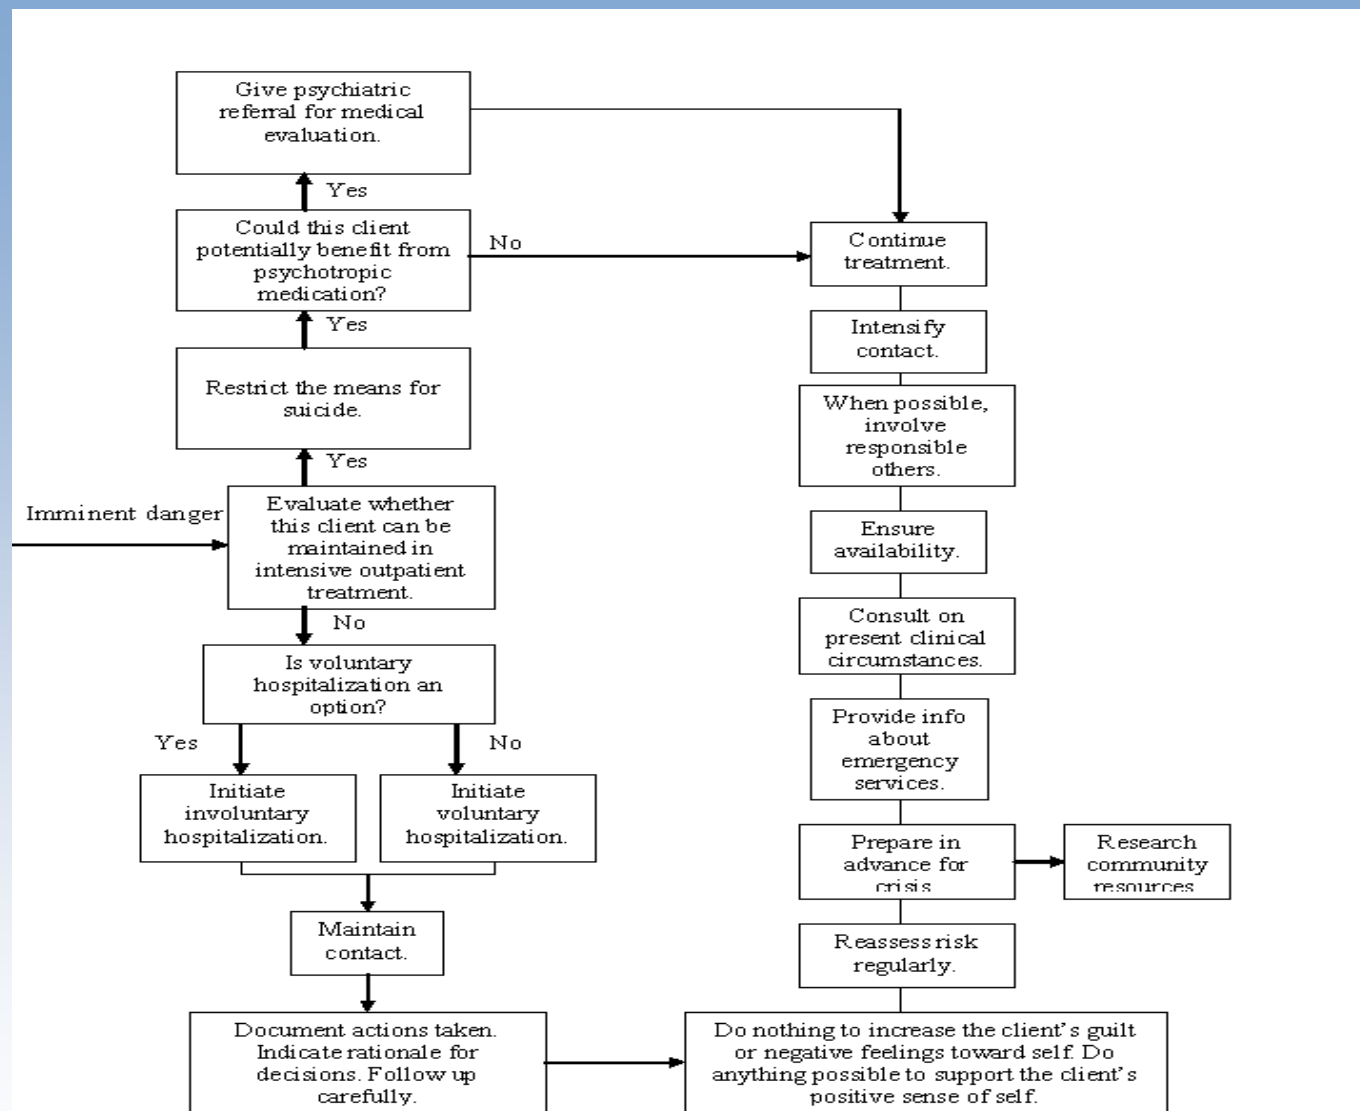 Give psychiatric
referral for medical
evaluation.
Yes
Could this client
potentially benefit from
psychotropic
medication?
No
Yes
Restrict the means for
suicide.
Yes
Imminent danger
Evaluate whether
this client can be
maintained in
intensive outpatient
treatment.
No
Is voluntary
hospitalization an
option?
Yes
No
Initiate
involuntary
hospitalization.
Initiate
voluntary
hospitalization.
Maintain
contact.
Document actions taken.
Indicate rationale for
decisions. Follow up
carefully.
Continue
treatment.
Intensify
contact.
When possible,
involve
responsible
others.
Ensure
availability.
Consult on
present clinical
circumstances.
Provide info
about
emergency
services.
Prepare in
advance for
crisis
Research
community
resources
Reassess risk
regularly.
Do nothing to increase the client's guilt
or negative feelings toward self. Do
anything possible to support the client's
positive sense of self.